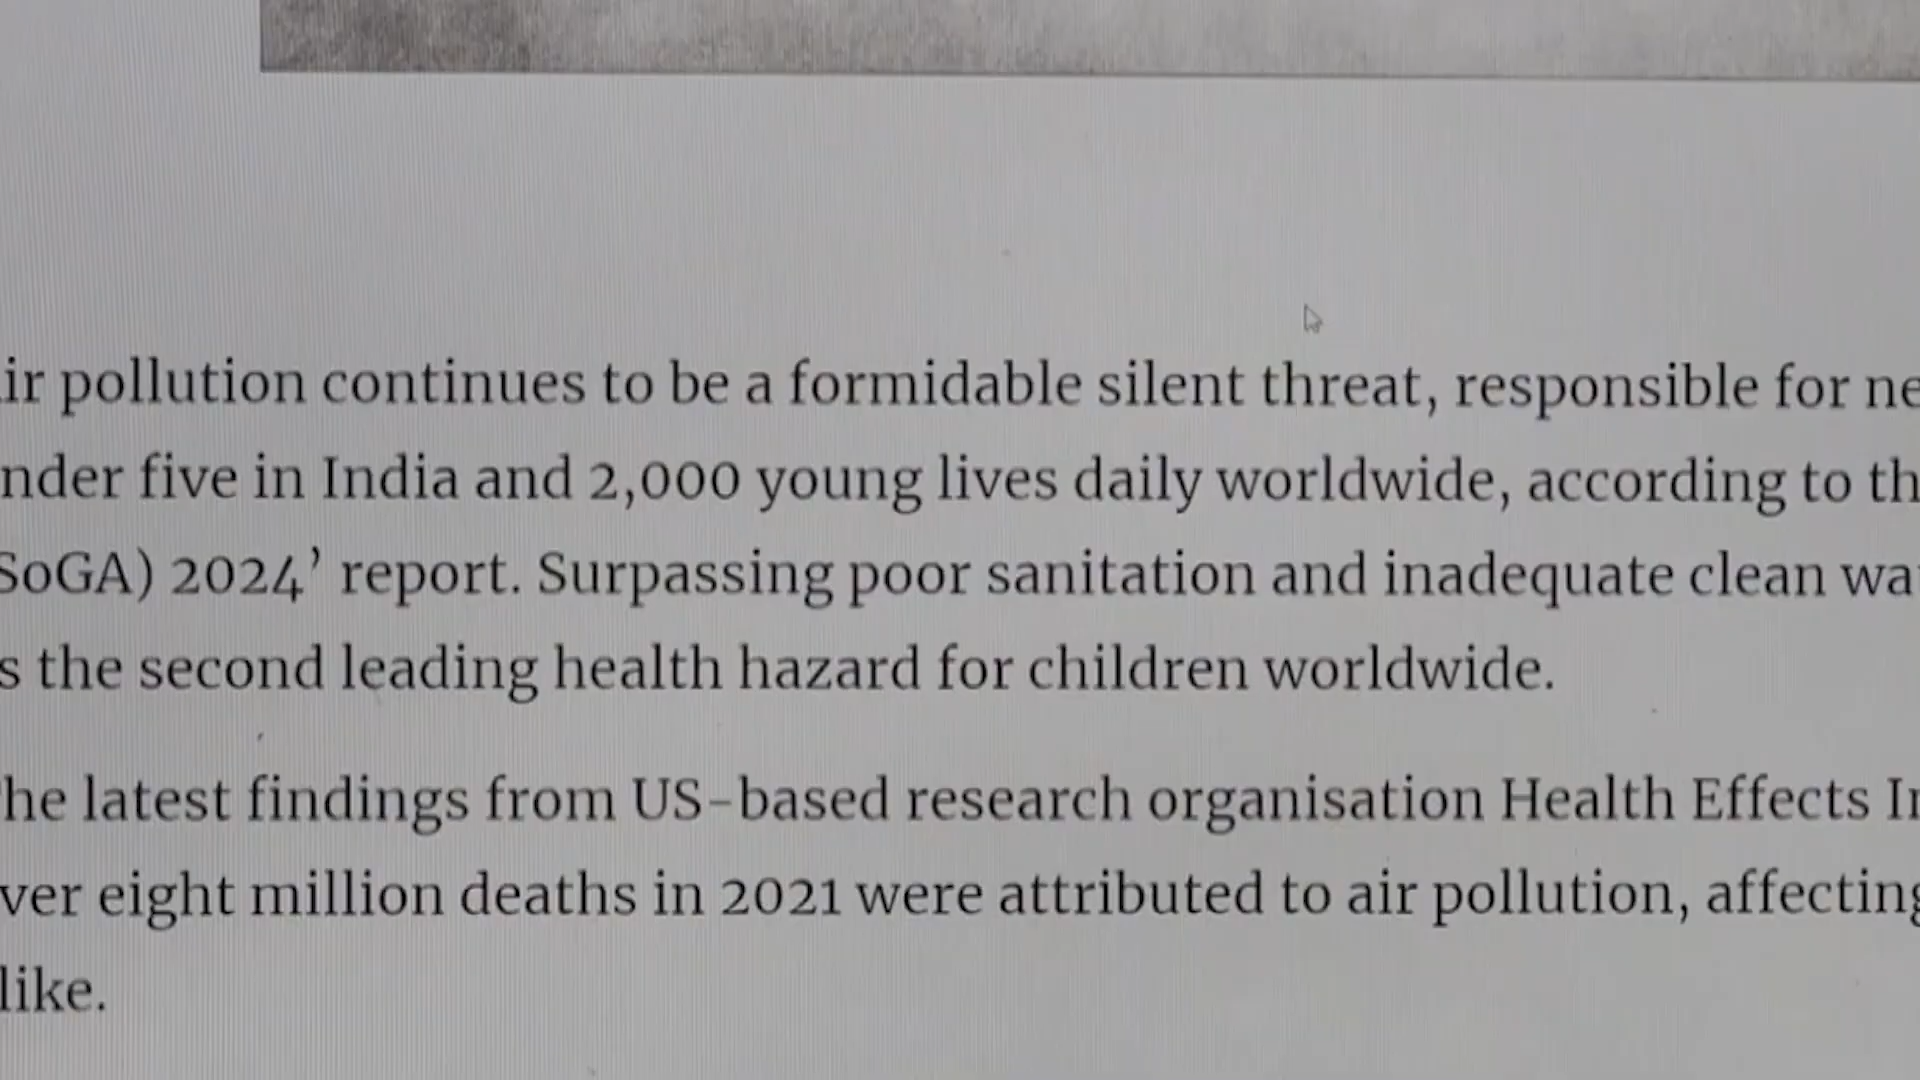 ir pollution continues to be a formidable silent threat, responsible for ne
nder five in India and 2,000 young lives daily worldwide, according to th
SoGA) 2024’ report. Surpassing poor sanitation and inadequate clean wa
s the second leading health hazard for children worldwide.
he latest findings from US-based research organisation Health Effects In
ver eight million deaths in 2021 were attributed to air pollution, affecting
like.